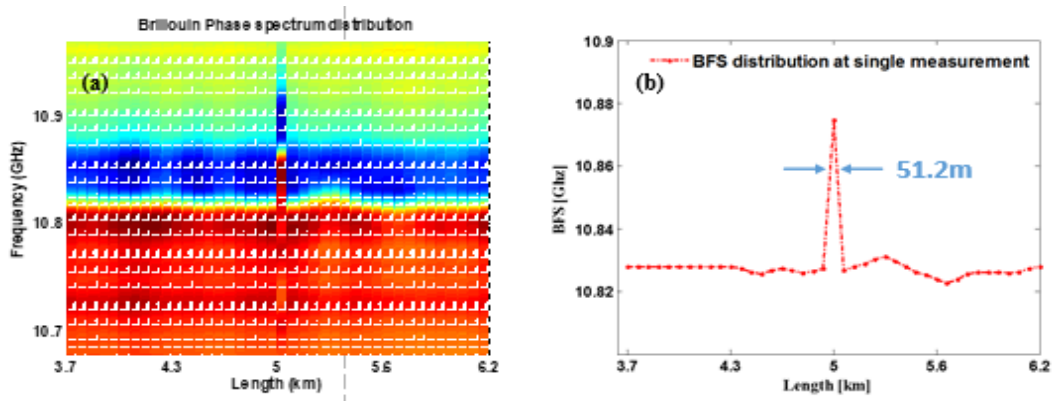 Brillouin Phase spectrum distribution
(a)
Frequency (GHz)
10.9
10.8
10.7
3.7 4.3 5 5.6 6.2
Length (km)
BFS distribution at single measurement
(b)
BFS [Ghz]
10.9
10.88
10.86
10.84
10.82
51.2m
3.7 4.3 5 5.6 6.2
Length [km]